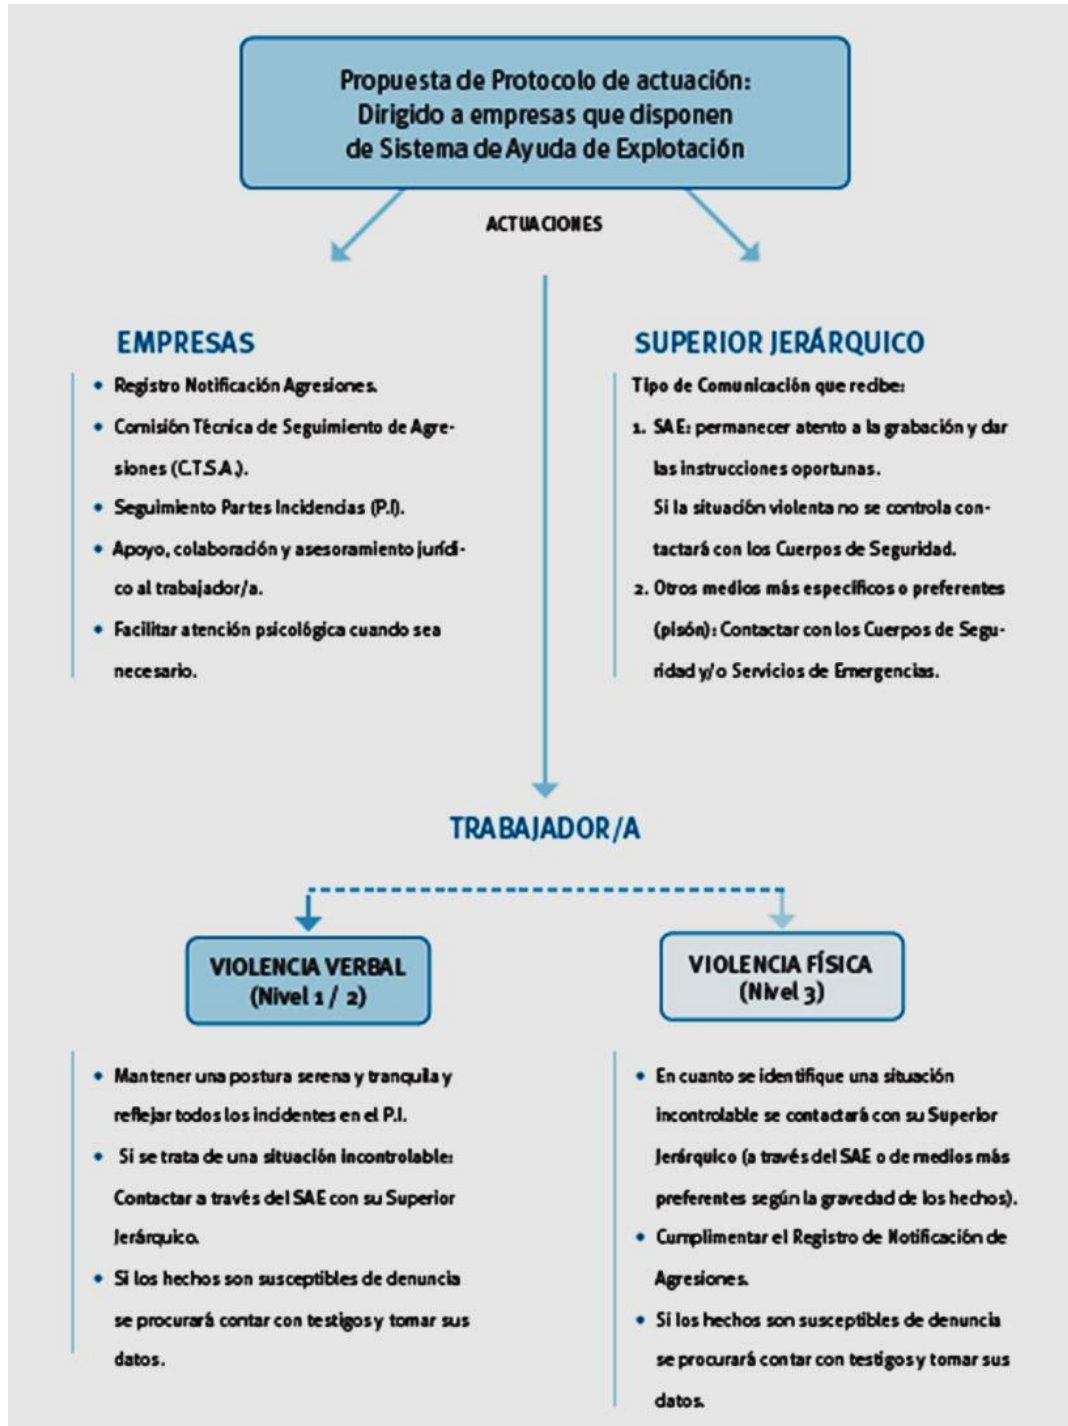 Propuesta de Protocolo de actuación:
Dirigido a empresas que disponen
de Sistema de Ayuda de Explotación
ACTUACIONES
EMPRESAS
• Registro Notificación Agresiones.
• Comisión Técnica de Seguimiento de Agre-
siones (C.T.S.A.).
• Seguimiento Partes Incidencias (P.I).
• Apoyo, colaboración y asesoramiento jurídi-
co al trabajador/a.
• Facilitar atención psicológica cuando sea
necesario.
SUPERIOR JERÁRQUICO
Tipo de Comunicación que recibe:
1. SAE: permanecer atento a la grabación y dar
las instrucciones oportunas.
Si la situación violenta no se controla con-
tactará con los Cuerpos de Seguridad.
2. Otros medios más específicos o preferentes
(pisón): Contactar con los Cuerpos de Segu-
ridad y/o Servicios de Emergencias.
TRABAJADOR/A
VIOLENCIA VERBAL
(Nivel 1 / 2)
• Mantener una postura serena y tranquila y
reflejar todos los incidentes en el P.I.
• Si se trata de una situación incontrolable:
Contactar a través del SAE con su Superior
Jerárquico.
• Si los hechos son susceptibles de denuncia
se procurará contar con testigos y tomar sus
datos.
VIOLENCIA FÍSICA
(Nivel 3)
• En cuanto se identifique una situación
incontrolable se contactará con su Superior
Jerárquico (a través del SAE o de medios más
preferentes según la gravedad de los hechos).
• Cumplimentar el Registro de Notificación de
Agresiones.
• Si los hechos son susceptibles de denuncia
se procurará contar con testigos y tomar sus
datos.